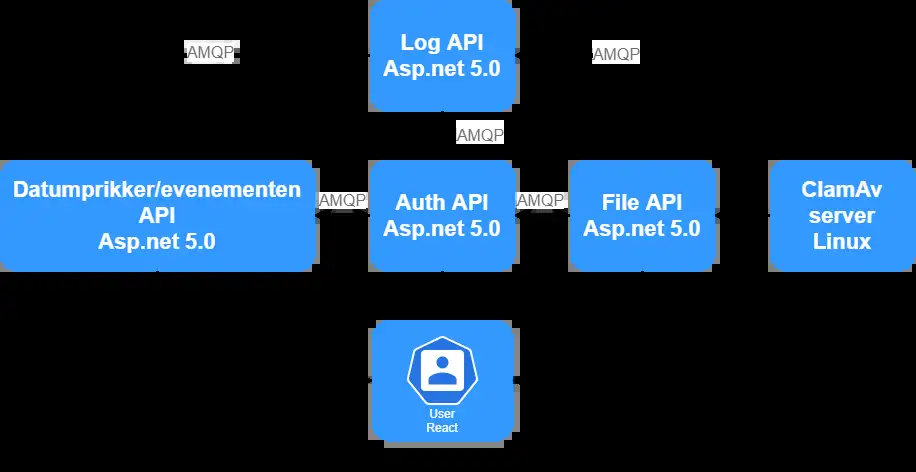 Log API
Asp.net 5.0
AMQP
AMQP
AMQP
Datumprikker/evenementen
API
Asp.net 5.0
AMQP
Auth API
Asp.net 5.0
AMQP
File API
Asp.net 5.0
ClamAv
server
Linux
User
React